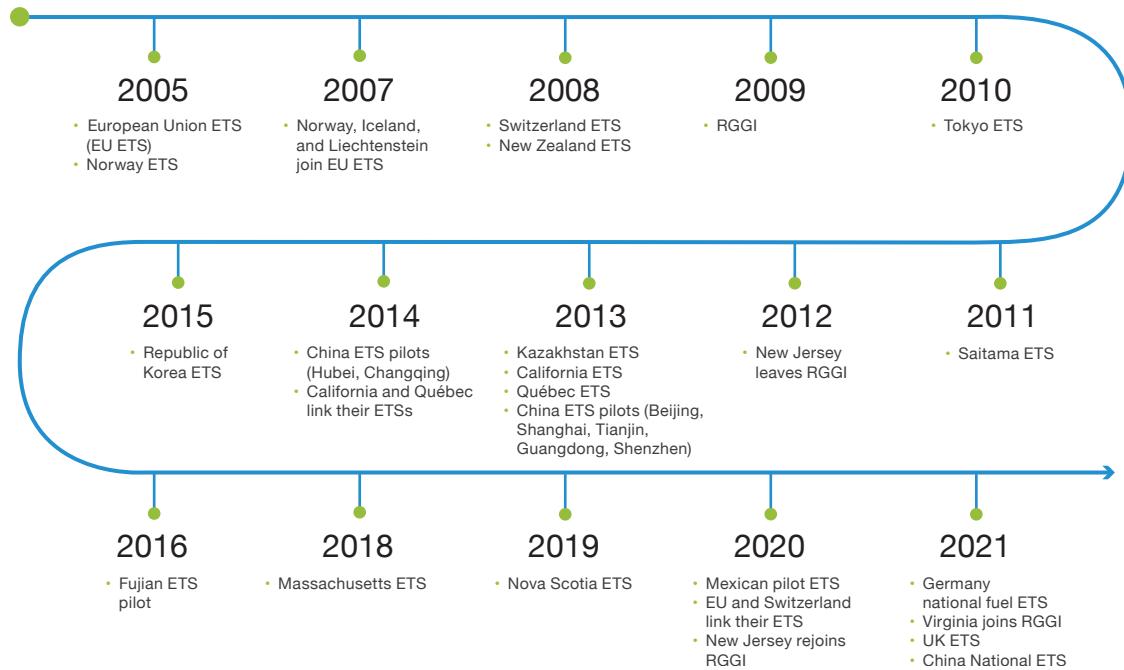 2005
• European Union ETS
(EU ETS)
• Norway ETS
2007
• Norway, Iceland,
and Liechtenstein
join EU ETS
2008
• Switzerland ETS
• New Zealand ETS
2009
• RGGI
2010
• Tokyo ETS
2011
• Saitama ETS
2012
• New Jersey
leaves RGGI
2013
• Kazakhstan ETS
• California ETS
• Québec ETS
• China ETS pilots (Beijing,
Shanghai, Tianjin,
Guangdong, Shenzhen)
2014
• China ETS pilots
(Hubei, Changqing)
• California and Québec
link their ETSs
2015
• Republic of
Korea ETS
2016
• Fujian ETS
pilot
2018
• Massachusetts ETS
2019
• Nova Scotia ETS
2020
• Mexican pilot ETS
• EU and Switzerland
link their ETS
• New Jersey rejoins
RGGI
2021
• Germany
national fuel ETS
• Virginia joins RGGI
• UK ETS
• China National ETS